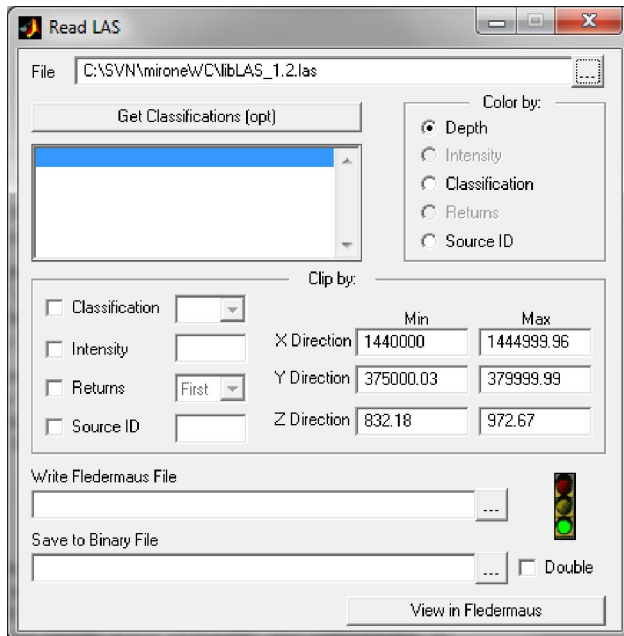 Read LAS
File C:\SVN\mironeWC\libLAS_1.2.las ...
Get Classifications (opt)
Color by:
Depth
Intensity
Classification
Returns
Source ID
Clip by:
Classification
Intensity
Returns First
Source ID
Min Max
X Direction 1440000 1444999.96
Y Direction 375000.03 379999.99
Z Direction 832.18 972.67
Write Fledermaus File
...
Save to Binary File
... Double
View in Fledermaus